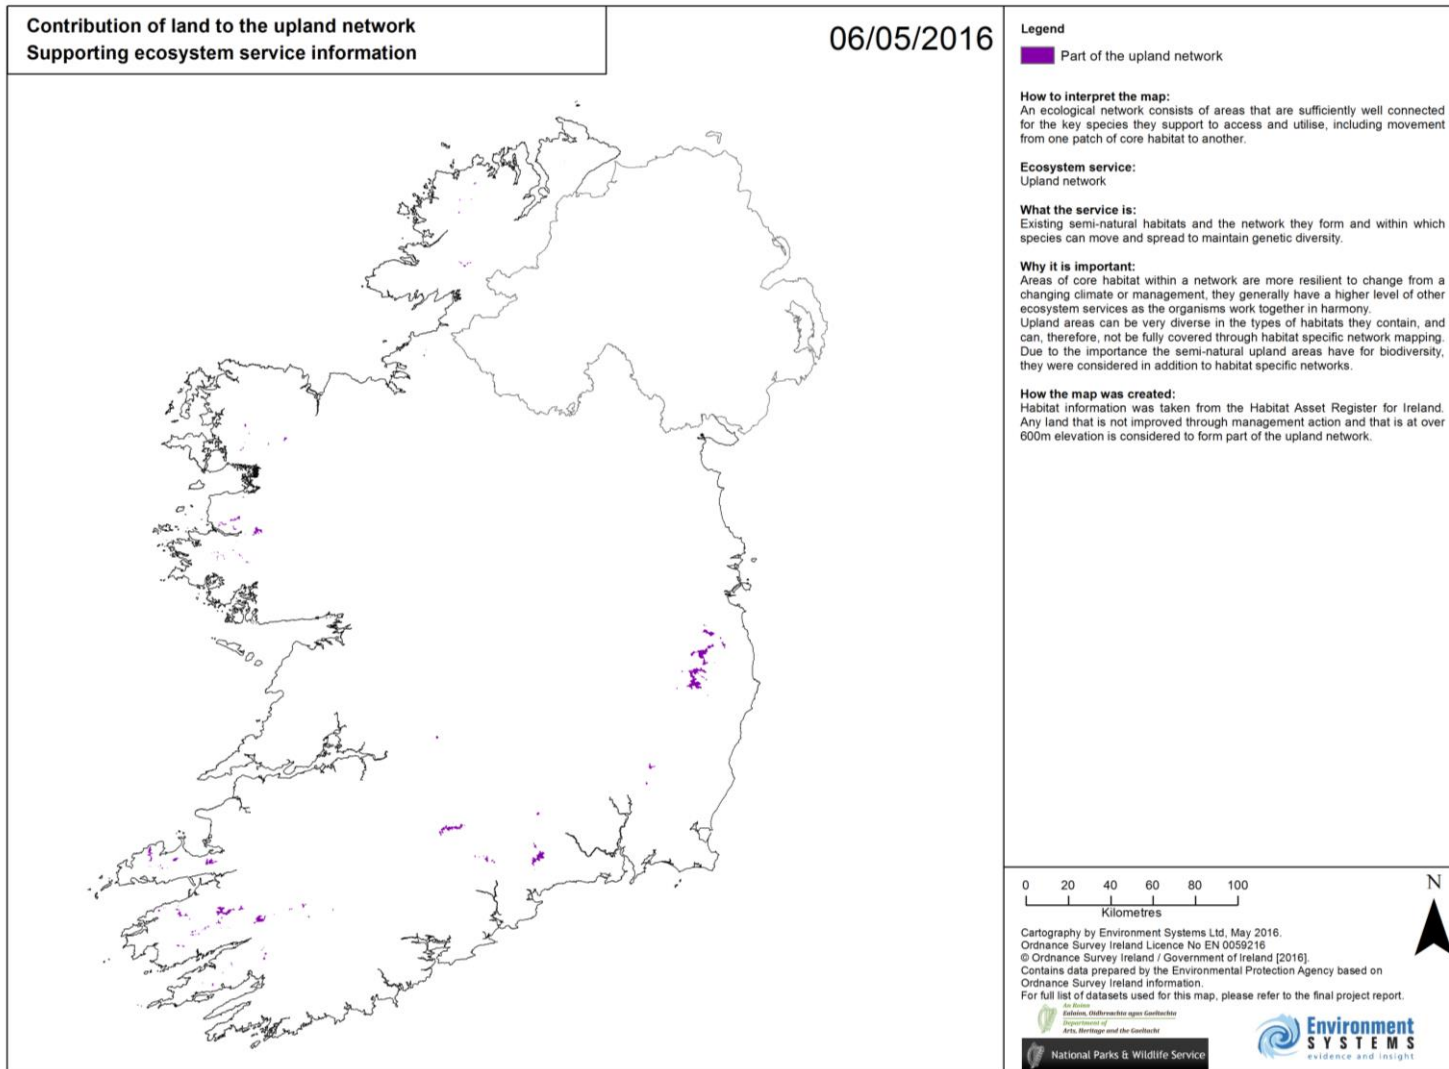 Contribution of land to the upland network
Supporting ecosystem service information
06/05/2016
Legend
Part of the upland network
How to interpret the map:
An ecological network consists of areas that are sufficiently well connected
for the key species they support to access and utilise, including movement
from one patch of core habitat to another.
Ecosystem service:
Upland network
What the service is:
Existing semi-natural habitats and the network they form and within which
species can move and spread to maintain genetic diversity.
Why it is important:
Areas of core habitat within a network are more resilient to change from a
changing climate or management, they generally have a higher level of other
ecosystem services as the organisms work together in harmony.
Upland areas can be very diverse in the types of habitats they contain, and
can, therefore, not be fully covered through habitat specific network mapping.
Due to the importance the semi-natural upland areas have for biodiversity,
they were considered in addition to habitat specific networks.
How the map was created:
Habitat information was taken from the Habitat Asset Register for Ireland.
Any land that is not improved through management action and that is at over
600m elevation is considered to form part of the upland network.
0 20 40 60 80 100
Kilometres
N
Cartography by Environment Systems Ltd, May 2016.
Ordnance Survey Ireland Licence No EN 0059216
© Ordnance Survey Ireland / Government of Ireland [2016].
Contains data prepared by the Environmental Protection Agency based on
Ordnance Survey Ireland information.
For full list of datasets used for this map, please refer to the final project report.
An Roinn
Ealaíon, Oidhreachta agus Gaeltachta
Department of
Arts, Heritage and the Gaeltacht
National Parks & Wildlife Service
Environment
SYSTEMS
evidence and insight